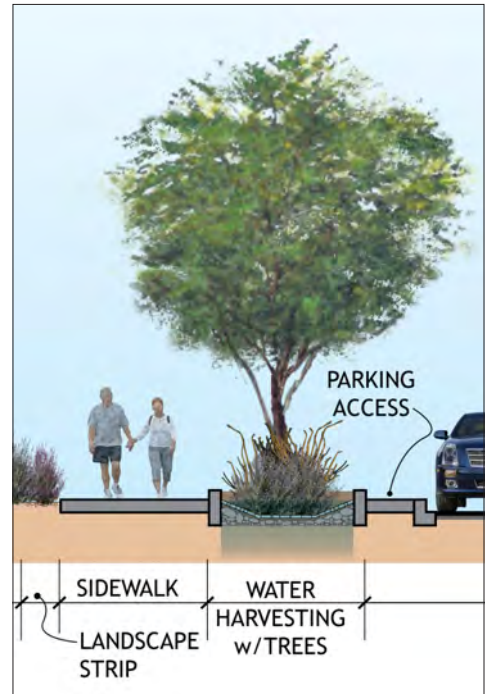 PARKING
ACCESS
SIDEWALK
WATER
HARVESTING
w/TREES
LANDSCAPE
STRIP